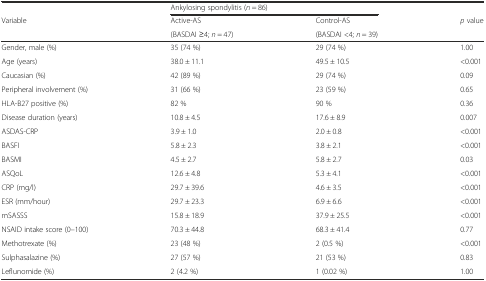 Ankylosing spondylitis (n = 86)
Variable Active-AS Control-AS p value
(BASDAI ≥4; n = 47) (BASDAI <4; n = 39)
Gender, male (%) 35 (74 %) 29 (74 %) 1.00
Age (years) 38.0 ± 11.1 49.5 ± 10.5 <0.001
Caucasian (%) 42 (89 %) 29 (74 %) 0.09
Peripheral involvement (%) 31 (66 %) 23 (59 %) 0.65
HLA-B27 positive (%) 82 % 90 % 0.36
Disease duration (years) 10.8 ± 4.5 17.6 ± 8.9 0.007
ASDAS-CRP 3.9 ± 1.0 2.0 ± 0.8 <0.001
BASFI 5.8 ± 2.3 3.8 ± 2.1 <0.001
BASMI 4.5 ± 2.7 5.8 ± 2.7 0.03
ASQoL 12.6 ± 4.8 5.3 ± 4.1 <0.001
CRP (mg/l) 29.7 ± 39.6 4.6 ± 3.5 <0.001
ESR (mm/hour) 29.7 ± 23.3 6.9 ± 6.6 <0.001
mSASSS 15.8 ± 18.9 37.9 ± 25.5 <0.001
NSAID intake score (0–100) 70.3 ± 44.8 68.3 ± 41.4 0.77
Methotrexate (%) 23 (48 %) 2 (0.5 %) <0.001
Sulphasalazine (%) 27 (57 %) 21 (53 %) 0.83
Leflunomide (%) 2 (4.2 %) 1 (0.02 %) 1.00